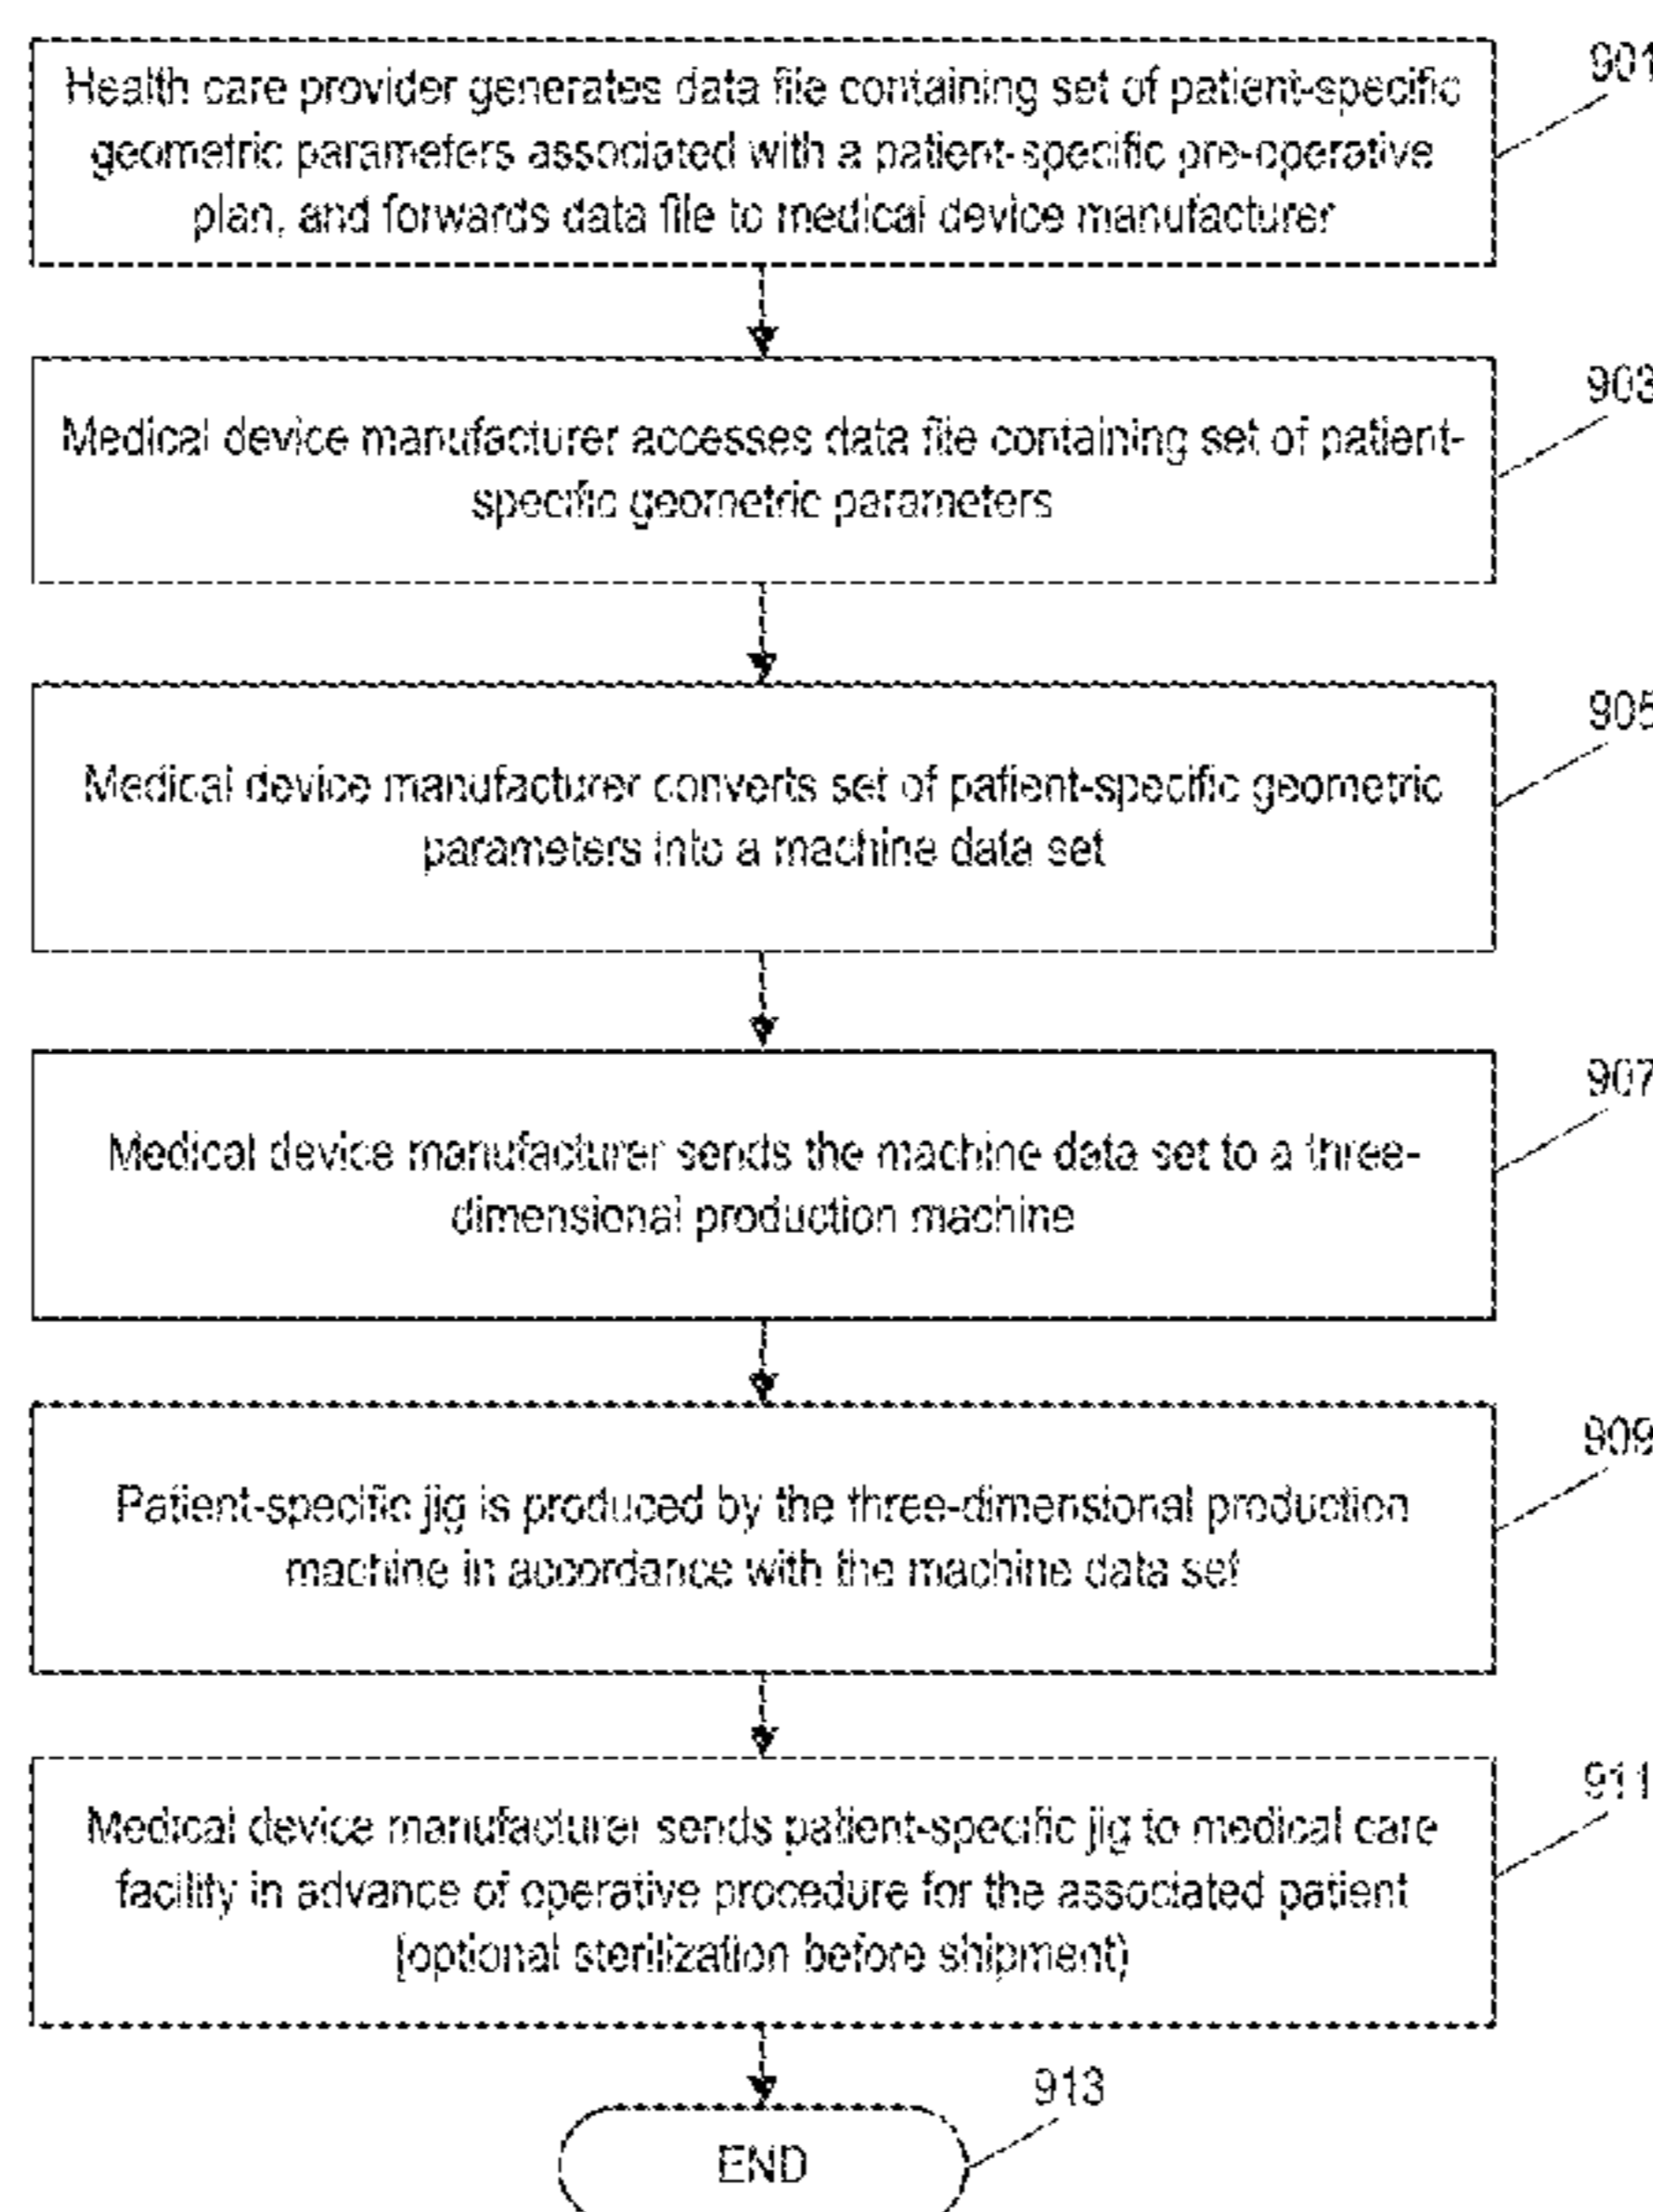 901
Health care provider generates data file containing set of patient-specific
geometric parameters associated with a patient-specific pre-operative
plan, and forwards data file to medical device manufacturer
903
Medical device manufacturer accesses data file containing set of patient-
specific geometric parameters
905
Medical device manufacturer converts set of patient-specific geometric
parameters into a machine data set
907
Medical device manufacturer sends the machine data set to a three-
dimensional production machine
909
Patient-specific jig is produced by the three-dimensional production
machine in accordance with the machine data set
911
Medical device manufacturer sends patient-specific jig to medical care
facility in advance of operative procedure for the associated patient
(optional sterilization before shipment)
913
END